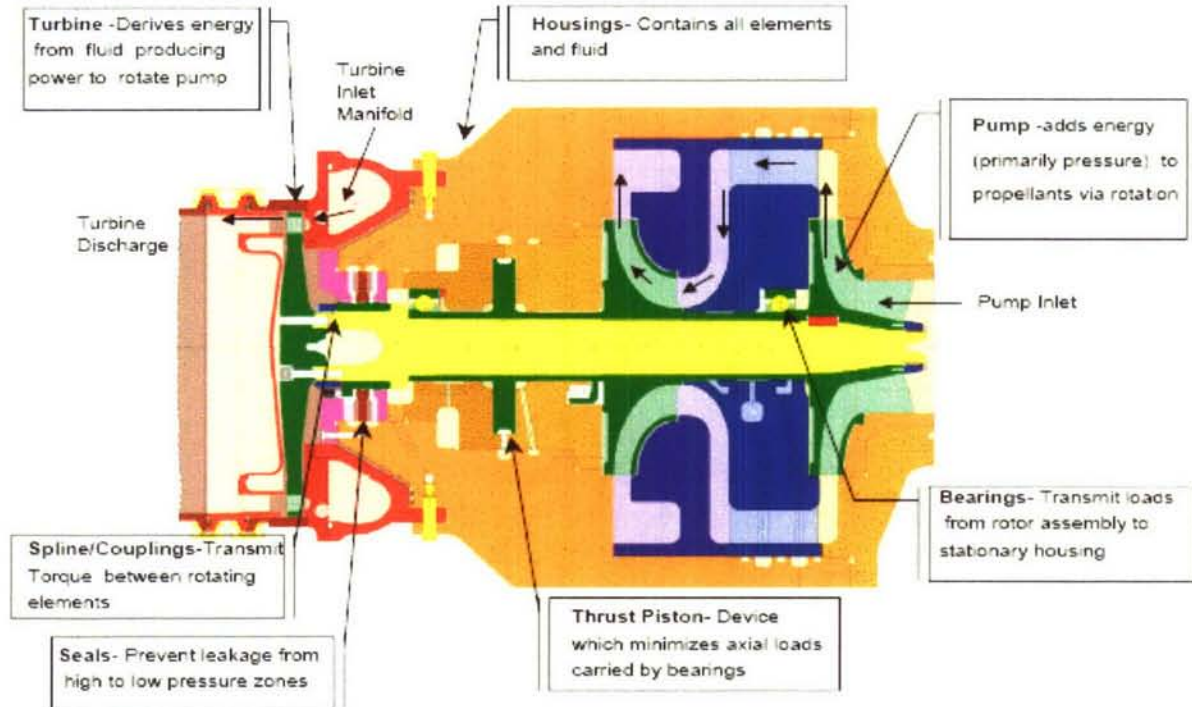 Turbine -Derives energy
from fluid producing
power to rotate pump
Turbine
Inlet
Manifold
Housings- Contains all elements
and fluid
Pump -adds energy
(primarily pressure) to
propellants via rotation
Turbine
Discharge
Pump Inlet
Bearings- Transmit loads
from rotor assembly to
stationary housing
Spline/Couplings-Transmit
Torque between rotating
elements
Thrust Piston- Device
which minimizes axial loads
carried by bearings
Seals- Prevent leakage from
high to low pressure zones